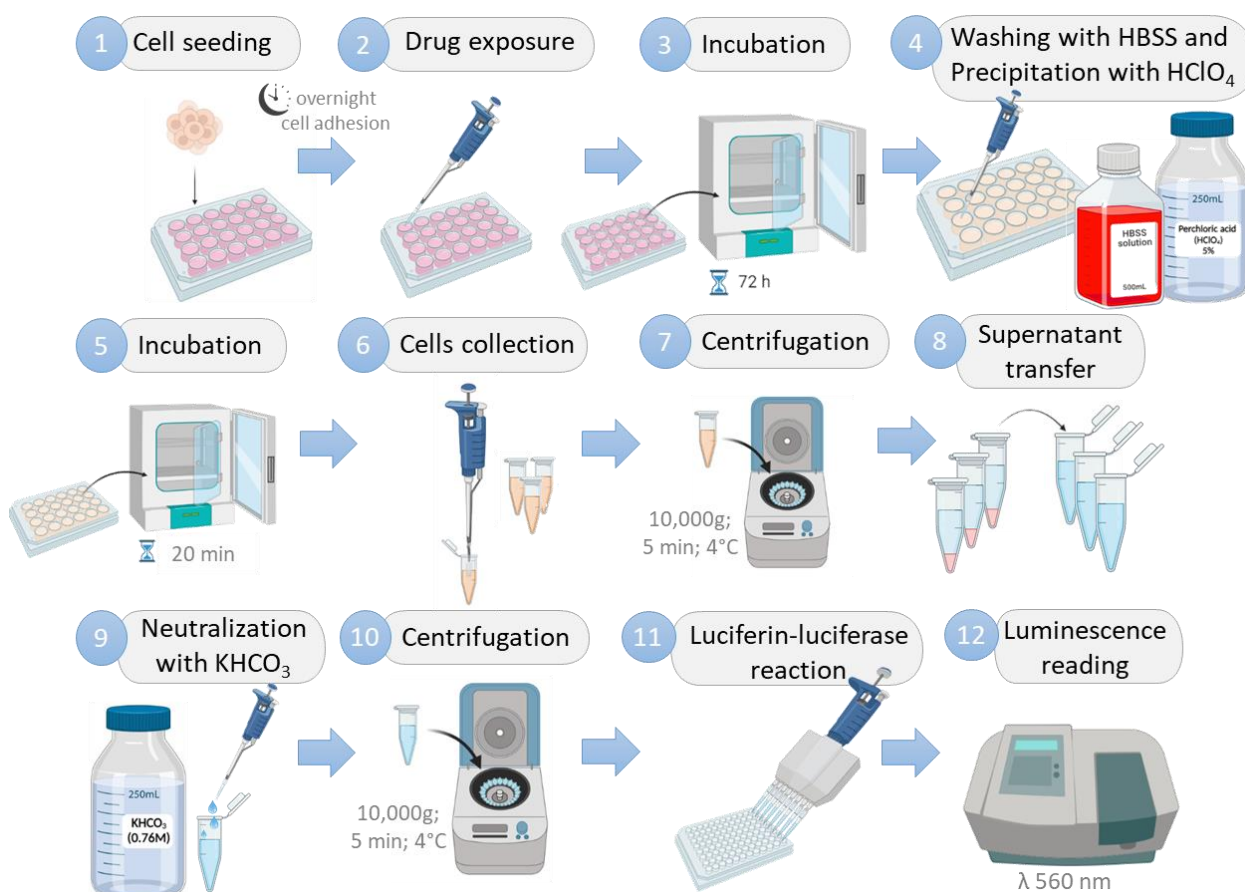 1 Cell seeding
overnight
cell adhesion
2 Drug exposure
3 Incubation
72 h
4 Washing with HBSS and
Precipitation with HClO₄
HBSS
solution
500mL
250mL
Perchloric acid
(HClO₄)
5%
5 Incubation
20 min
6 Cells collection
7 Centrifugation
10,000g;
5 min; 4°C
8 Supernatant
transfer
9 Neutralization
with KHCO₃
250mL
KHCO₃
(0.76M)
10 Centrifugation
10,000g;
5 min; 4°C
11 Luciferin-luciferase
reaction
12 Luminescence
reading
λ 560 nm